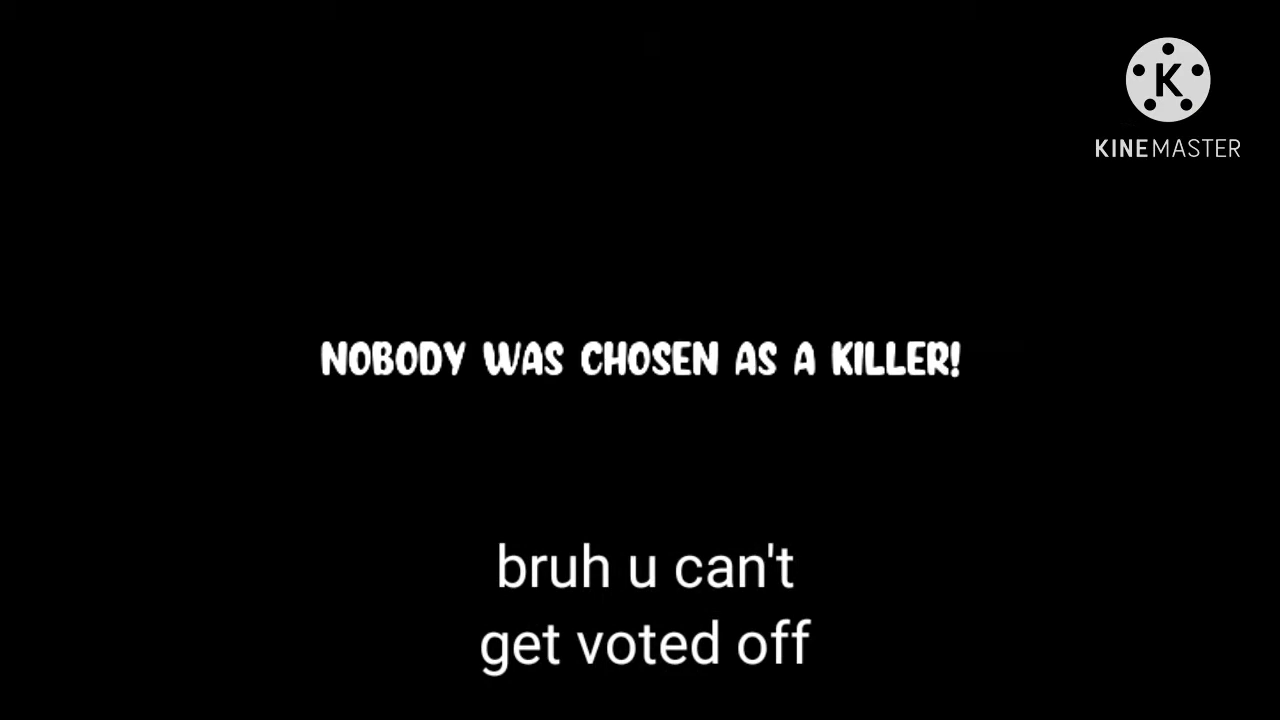 K
KINEMASTER
NOBODY WAS CHOSEN AS A KILLER!
bruh u can't
get voted off